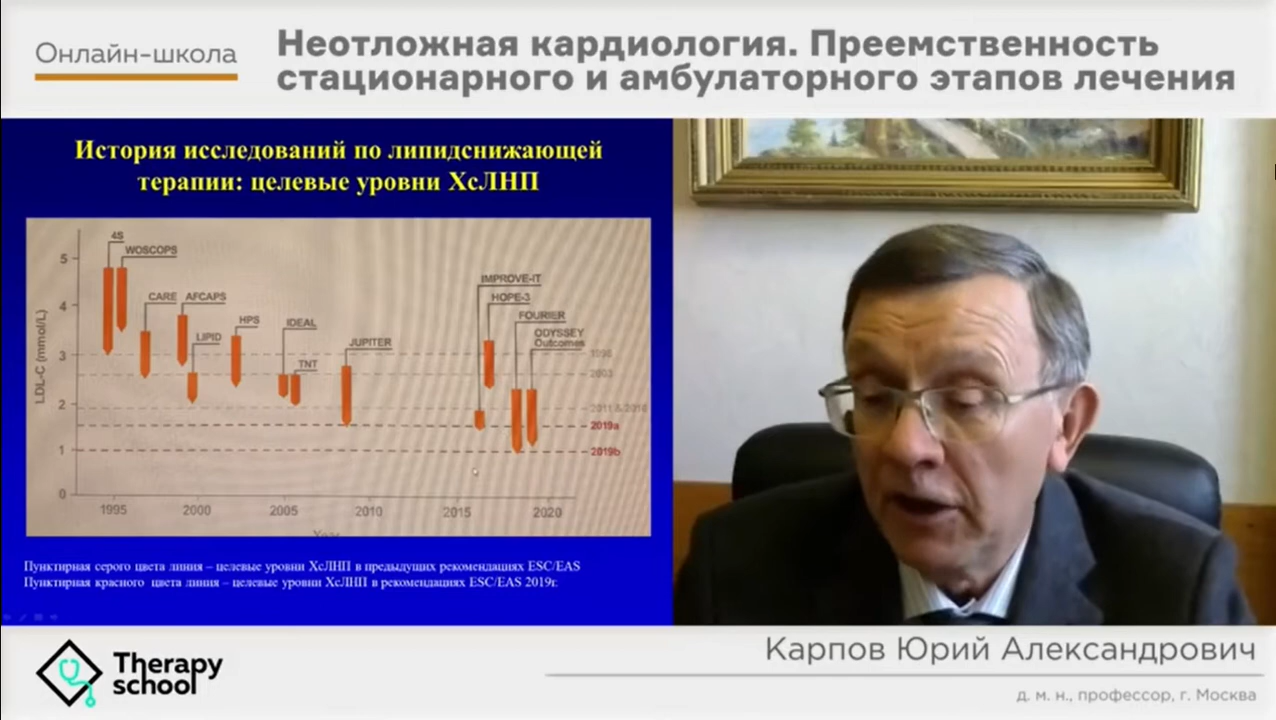 Онлайн-школа
Неотложная кардиология. Преемственность
стационарного и амбулаторного этапов лечения
История исследований по липидснижающей
терапии: целевые уровни ХсЛНП
4S
WOSCOPS
CARE AFCAPS
LIPID
HPS
IDEAL
TNT
JUPITER
IMPROVE-IT
HOPE-3
FOURIER
ODYSSEY
Outcomes
LDL-C (mmol/L)
5
4
3
2
1
0
1998
2003
2011 & 2016
2019a
2019b
1995 2000 2005 2010 2015 2020
Year
Пунктирная серого цвета линия – целевые уровни ХсЛНП в предыдущих рекомендациях ESC/EAS
Пунктирная красного цвета линия – целевые уровни ХсЛНП в рекомендациях ESC/EAS 2019г.
Therapy
school
Карпов Юрий Александрович
д. м. н., профессор, г. Москва